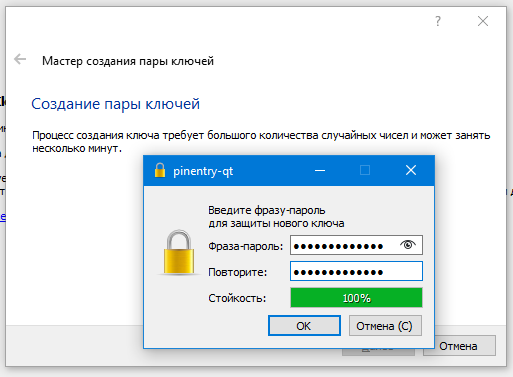 ?
Мастер создания пары ключей
Создание пары ключей
Процесс создания ключа требует большого количества случайных чисел и может занять
несколько минут.
pinentry-qt
Введите фразу-пароль
для защиты нового ключа
Фраза-пароль: ●●●●●●●●●●●●●
Повторите: ●●●●●●●●●●●●●
Стойкость: 100%
OK
Отмена (C)
Отмена